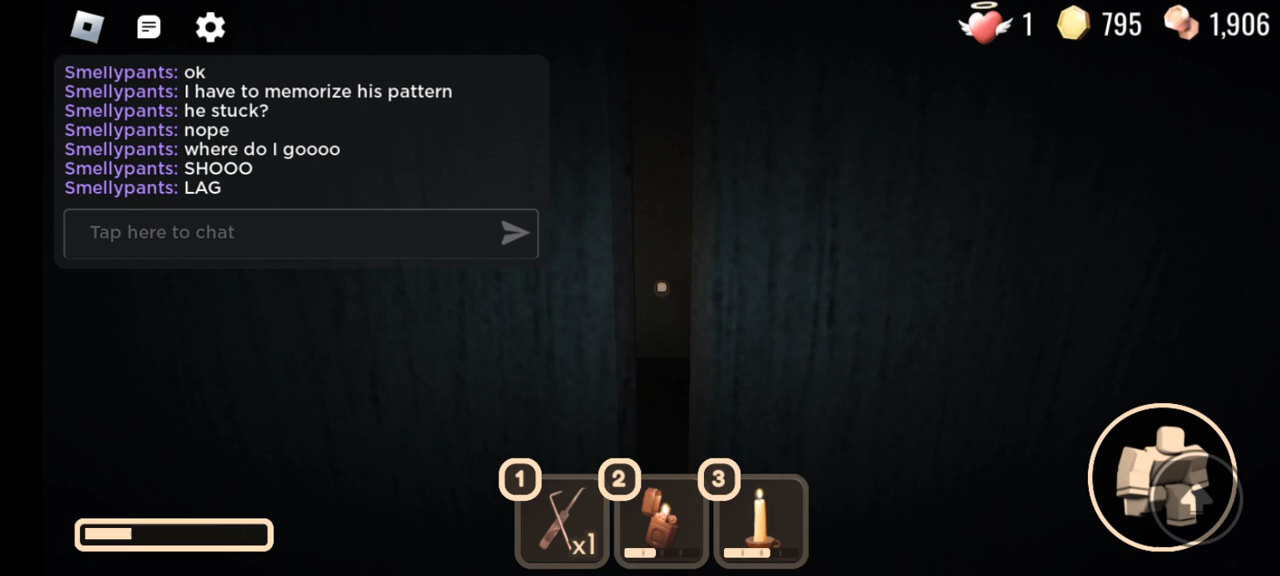 1
795
1,906
Smellypants: ok
Smellypants: I have to memorize his pattern
Smellypants: he stuck?
Smellypants: nope
Smellypants: where do I goooo
Smellypants: SHOOO
Smellypants: LAG
Tap here to chat
1
2
3
x1